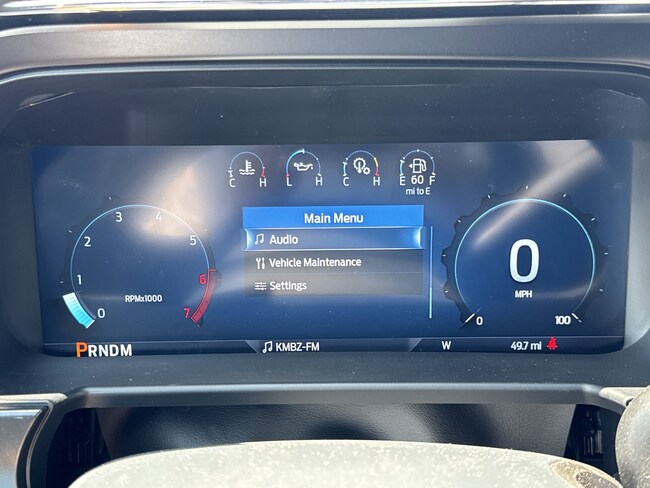 C H L H C H E 60 F
mi to E
Main Menu
Audio
Vehicle Maintenance
Settings
0 1 2 3 4 5 6 7
RPMx1000
0
MPH
0 100
PRNDM
KMBZ-FM
W
49.7 mi